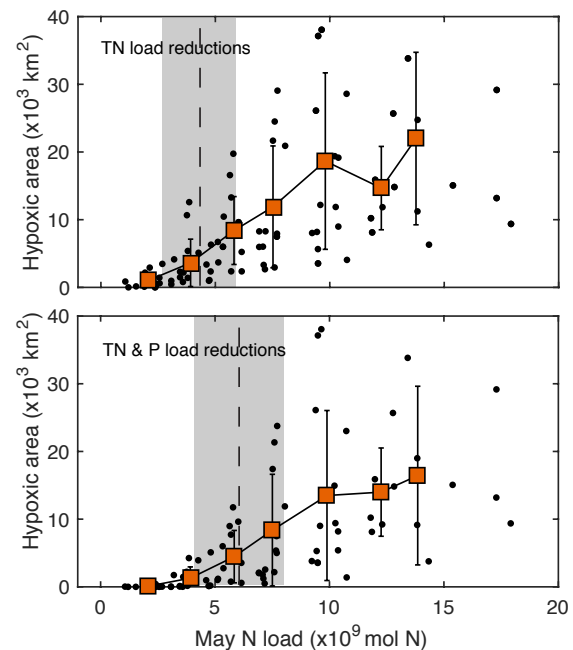 40
30
20
10
0
Hypoxic area (x10³ km²)
TN load reductions
40
30
20
10
0
Hypoxic area (x10³ km²)
TN & P load reductions
0 5 10 15 20
May N load (x10⁹ mol N)